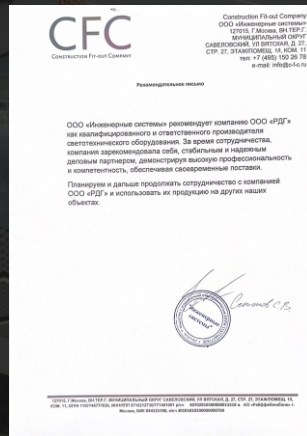 CFC
CONSTRUCTION FIT-OUT COMPANY
Construction Fit-out Company
ООО «Инженерные системы»
127015, Г.Москва, ВН.ТЕР.Г.
МУНИЦИПАЛЬНЫЙ ОКРУГ
САВЕЛОВСКИЙ, УЛ ВЯТСКАЯ, Д. 27,
СТР. 27, ЭТАЖ/ПОМЕЩ. 1/I, КОМ. 11
тел: +7 (495) 150 26 78
e-mail: info@c-f-c.ru
Рекомендательное письмо
ООО «Инженерные системы» рекомендует компанию ООО «РДГ»
как квалифицированного и ответственного производителя
светотехнического оборудования. За время сотрудничества,
компания зарекомендовала себя, стабильным и надежным
деловым партнером, демонстрируя высокую профессиональность
и компетентность, обеспечивая своевременные поставки.
Планируем и дальше продолжать сотрудничество с компанией
ООО «РДГ» и использовать их продукцию на других наших
объектах.
"Инженерные
системы"